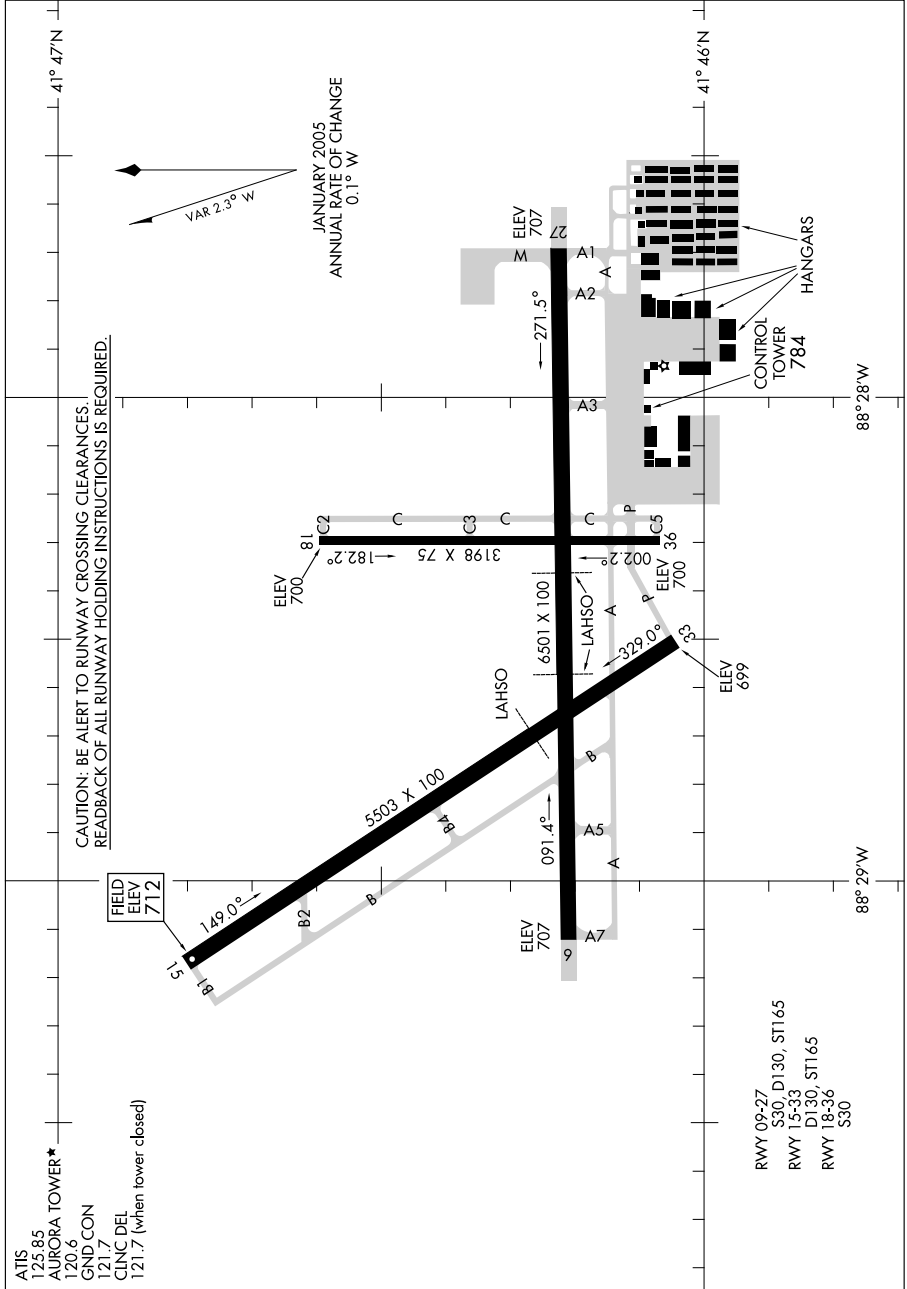 ATIS
125.85
AURORA TOWER★
120.6
GND CON
121.7
CLNC DEL
121.7 (when tower closed)
CAUTION: BE ALERT TO RUNWAY CROSSING CLEARANCES.
READBACK OF ALL RUNWAY HOLDING INSTRUCTIONS IS REQUIRED.
41° 47'N
VAR 2.3° W
JANUARY 2005
ANNUAL RATE OF CHANGE
0.1° W
FIELD
ELEV
712
15
149.0°
B1
B2
B
B4
5503 X 100
LAHSO
ELEV
700
18
C2
182.2°
C
C3
C
3198 X 75
W
ELEV
707
27
271.5°
A1
A
A2
A3
6501 X 100
002.2°
C
P
C5
36
ELEV
700
LAHSO
A
P
329.0°
33
ELEV
699
091.4°
B
A5
A
A7
ELEV
707
9
CONTROL
TOWER
784
HANGARS
41° 46'N
88° 29'W
88° 28'W
RWY 09-27
S30, D130, ST165
RWY 15-33
D130, ST165
RWY 18-36
S30